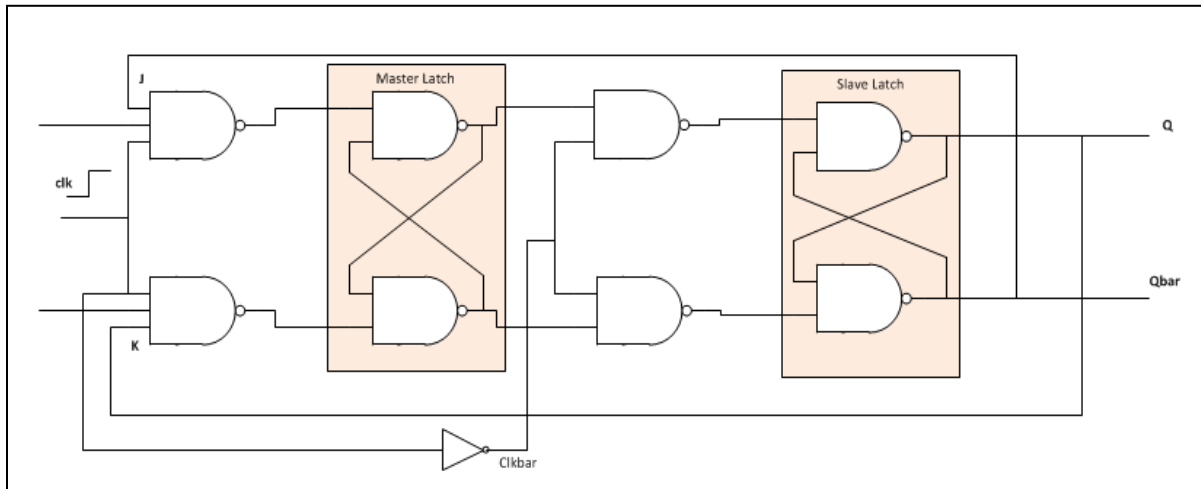 Master Latch
Slave Latch
J
Q
clk
Qbar
K
Clkbar